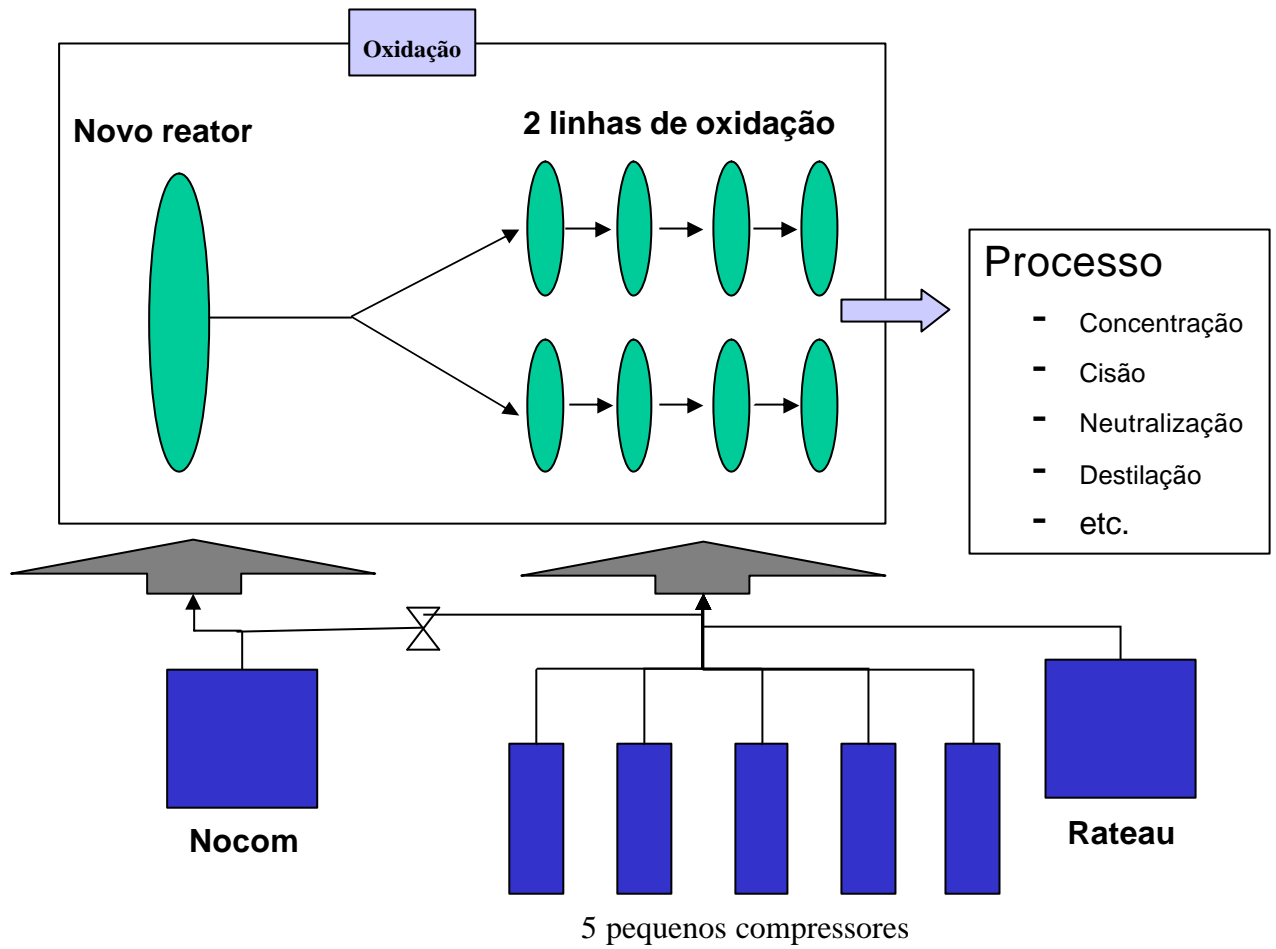 Oxidação
Novo reator
2 linhas de oxidação
Processo
- Concentração
- Cisão
- Neutralização
- Destilação
- etc.
Nocom
Rateau
5 pequenos compressores